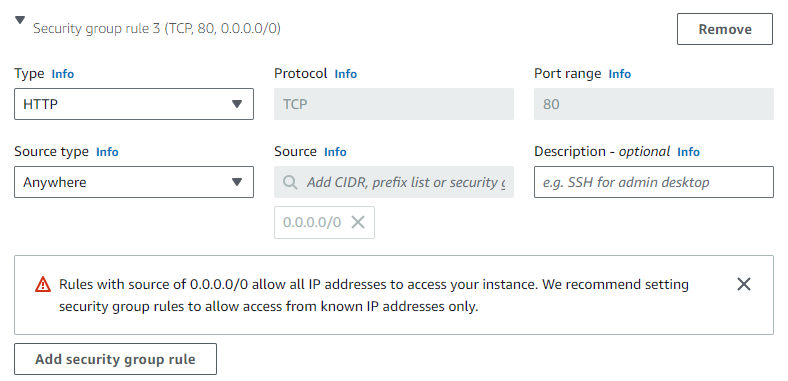 Security group rule 3 (TCP, 80, 0.0.0.0/0)
Remove
Type Info
Protocol Info
Port range Info
HTTP
TCP
80
Source type Info
Source Info
Description - optional Info
Anywhere
Add CIDR, prefix list or security g
e.g. SSH for admin desktop
0.0.0.0/0
Rules with source of 0.0.0.0/0 allow all IP addresses to access your instance. We recommend setting
security group rules to allow access from known IP addresses only.
Add security group rule